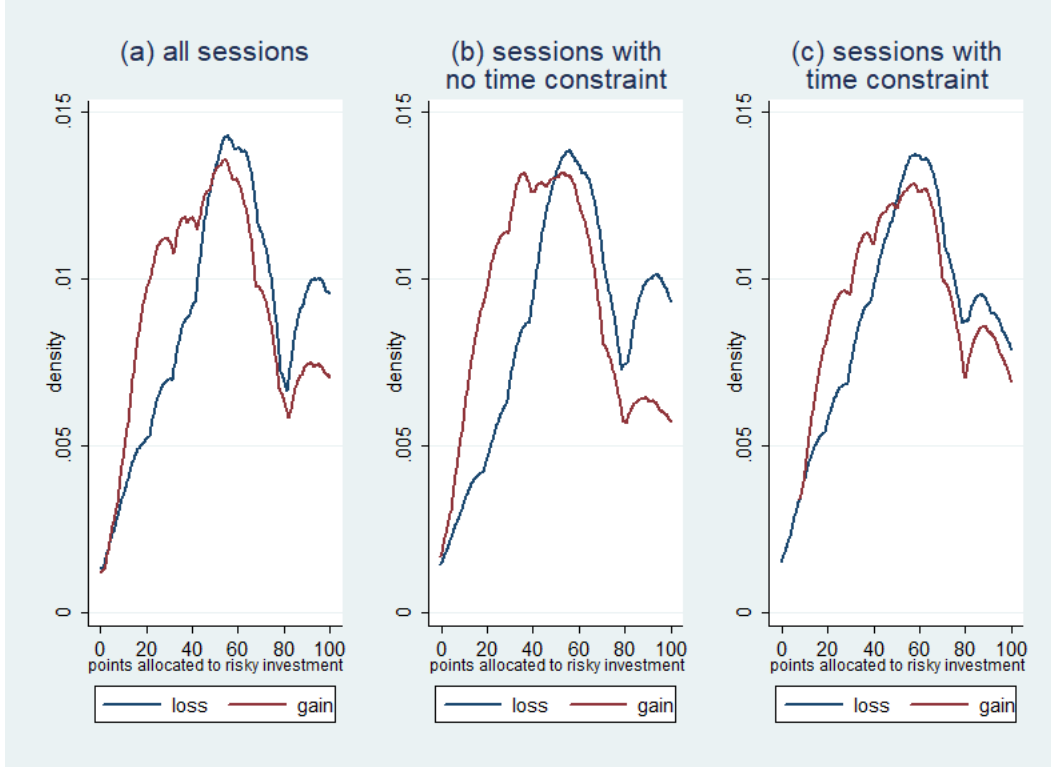 (a) all sessions
.015
.01
.005
0
density
0 20 40 60 80 100
points allocated to risky investment
loss gain
(b) sessions with
no time constraint
.015
.01
.005
0
density
0 20 40 60 80 100
points allocated to risky investment
loss gain
(c) sessions with
time constraint
.015
.01
.005
0
density
0 20 40 60 80 100
points allocated to risky investment
loss gain